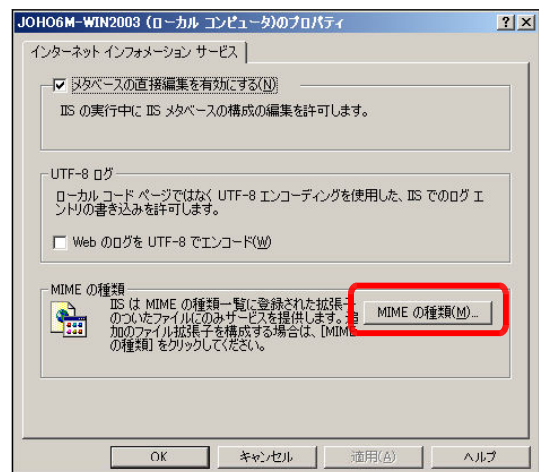 JOHO6M-WIN2003 (ローカル コンピュータ)のプロパティ
インターネット インフォメーション サービス
メタベースの直接編集を有効にする(N)
IIS の実行中に IIS メタベースの構成の編集を許可します。
UTF-8 ログ
ローカル コード ページではなく UTF-8 エンコーディングを使用した、IIS でのログ エ
ントリの書き込みを許可します。
Web のログを UTF-8 でエンコード(W)
MIME の種類
IIS は MIME の種類一覧に登録された拡張子
のついたファイルにのみサービスを提供します。追
加のファイル拡張子を構成する場合は、[MIME
の種類] をクリックしてください。
MIME の種類(M)...
OK
キャンセル
適用(A)
ヘルプ